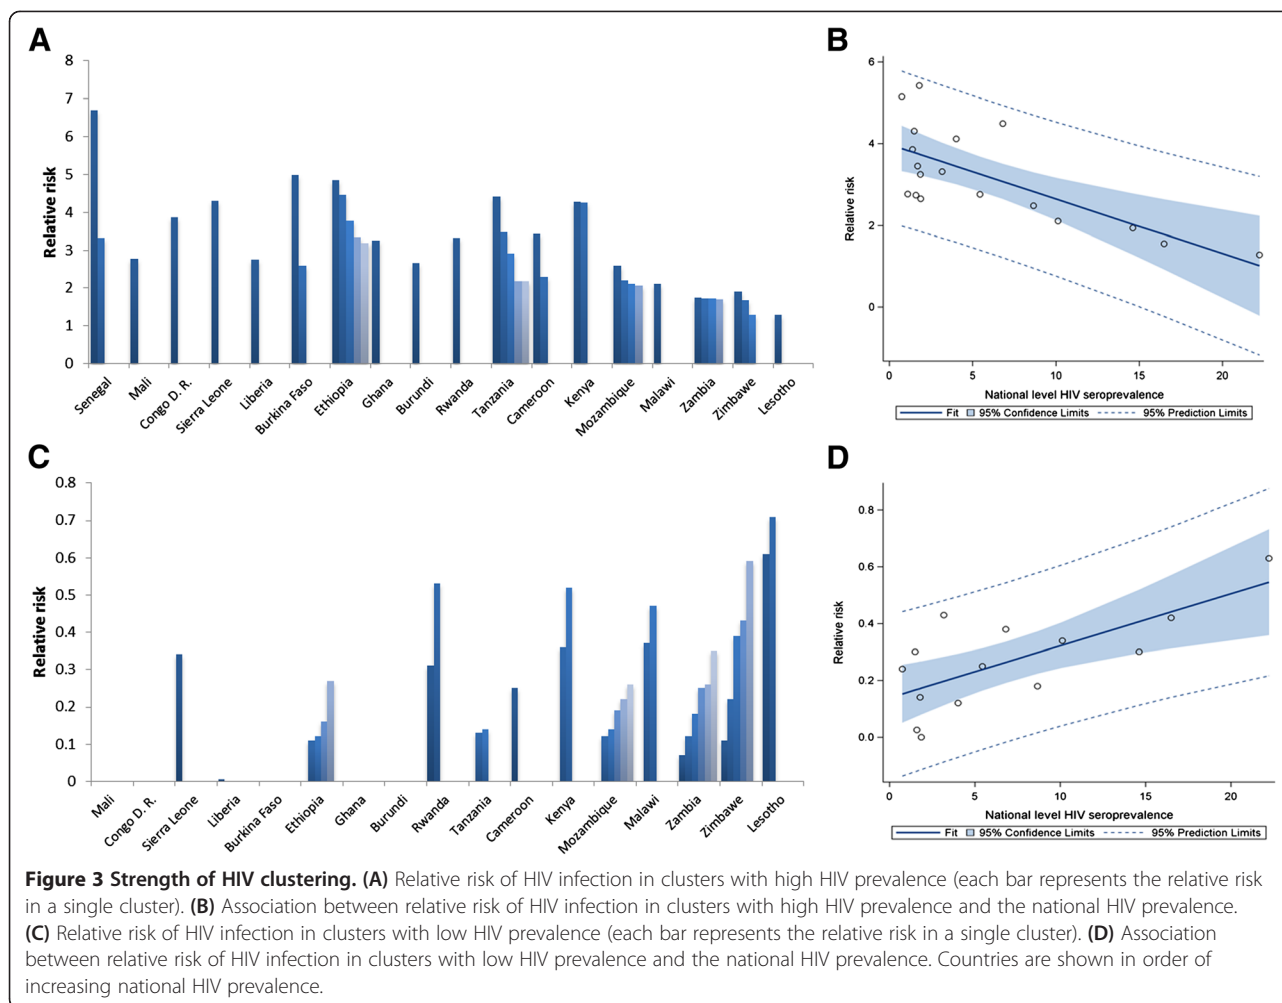 A
8
7
6
5
4
3
2
1
0
Relative risk
Senegal
Mali
Congo D. R.
Sierra Leone
Liberia
Burkina Faso
Ethiopia
Ghana
Burundi
Rwanda
Tanzania
Cameroon
Kenya
Mozambique
Malawi
Zambia
Zimbabwe
Lesotho
B
6
4
2
0
Relative risk
0 5 10 15 20
National level HIV seroprevalence
Fit 95% Confidence Limits 95% Prediction Limits
C
0.8
0.7
0.6
0.5
0.4
0.3
0.2
0.1
0
Relative risk
Mali
Congo D. R.
Sierra Leone
Liberia
Burkina Faso
Ethiopia
Ghana
Burundi
Rwanda
Tanzania
Cameroon
Kenya
Mozambique
Malawi
Zambia
Zimbabwe
Lesotho
D
0.8
0.6
0.4
0.2
0.0
Relative risk
0 5 10 15 20
National level HIV seroprevalence
Fit 95% Confidence Limits 95% Prediction Limits
Figure 3 Strength of HIV clustering. (A) Relative risk of HIV infection in clusters with high HIV prevalence (each bar represents the relative risk
in a single cluster). (B) Association between relative risk of HIV infection in clusters with high HIV prevalence and the national HIV prevalence.
(C) Relative risk of HIV infection in clusters with low HIV prevalence (each bar represents the relative risk in a single cluster). (D) Association
between relative risk of HIV infection in clusters with low HIV prevalence and the national HIV prevalence. Countries are shown in order of
increasing national HIV prevalence.